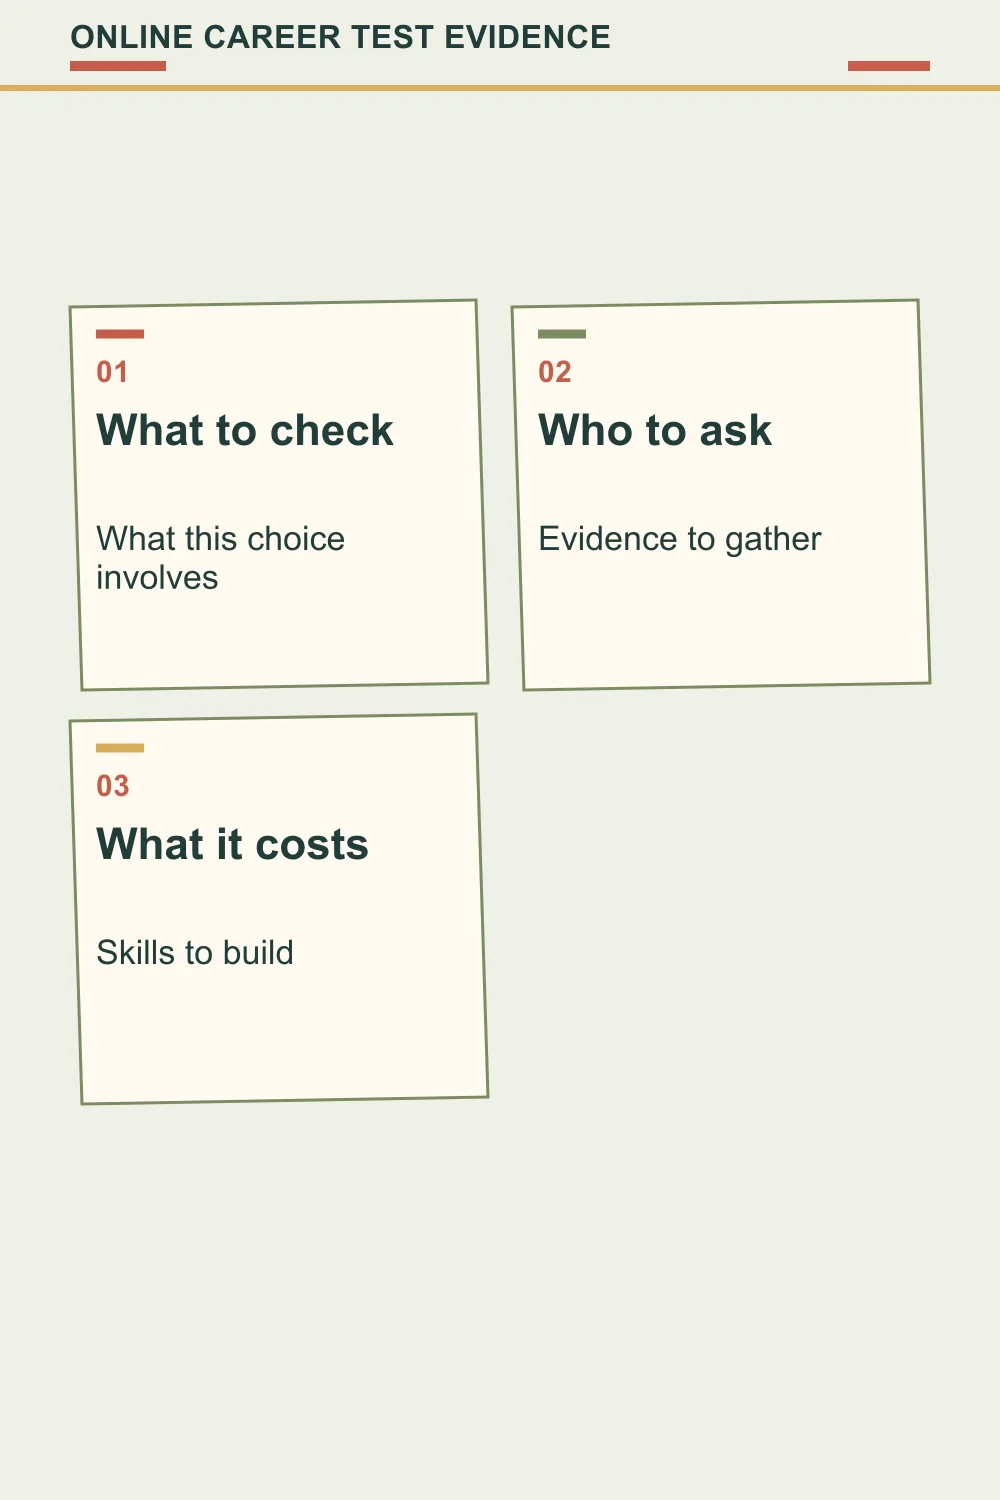 ONLINE CAREER TEST EVIDENCE
01
What to check
What this choice
involves
02
Who to ask
Evidence to gather
03
What it costs
Skills to build